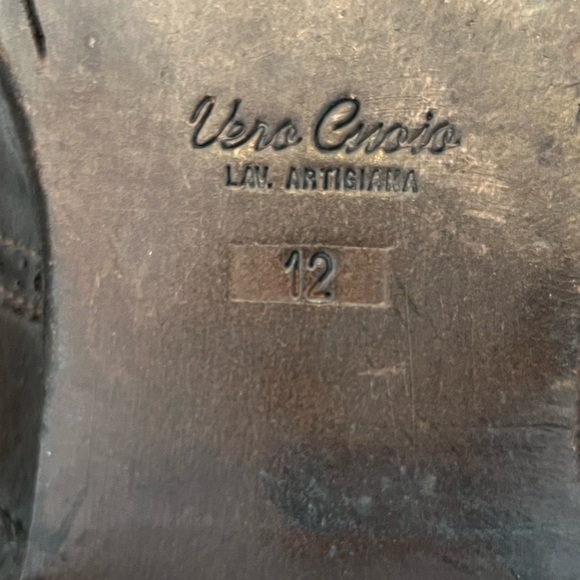 Vero Cuoio
LAV. ARTIGIANA
12